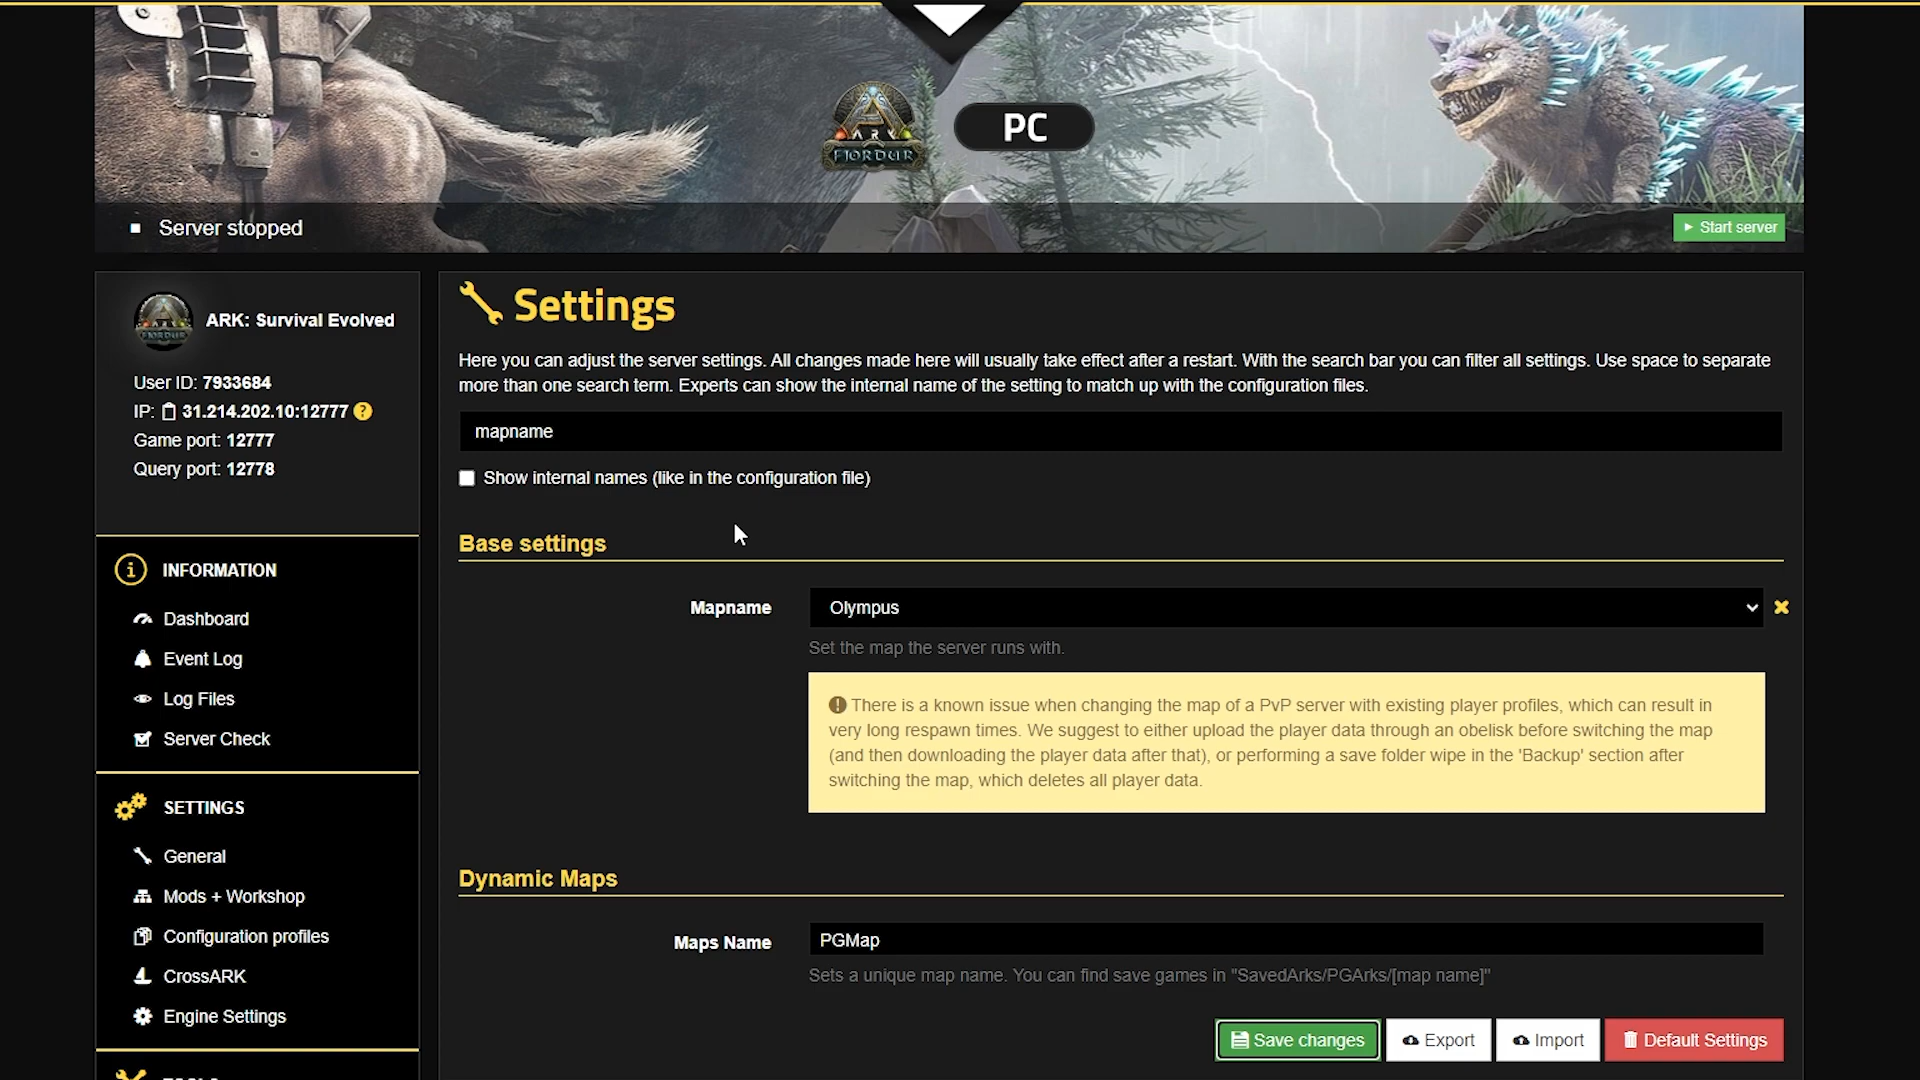 ARK
FJORDUR
PC
Server stopped
Start server
ARK: Survival Evolved
User ID: 7933684
IP: 31.214.202.10:12777 ?
Game port: 12777
Query port: 12778
INFORMATION
Dashboard
Event Log
Log Files
Server Check
SETTINGS
General
Mods + Workshop
Configuration profiles
CrossARK
Engine Settings
Settings
Here you can adjust the server settings. All changes made here will usually take effect after a restart. With the search bar you can filter all settings. Use space to separate
more than one search term. Experts can show the internal name of the setting to match up with the configuration files.
mapname
Show internal names (like in the configuration file)
Base settings
Mapname
Olympus
Set the map the server runs with.
There is a known issue when changing the map of a PvP server with existing player profiles, which can result in
very long respawn times. We suggest to either upload the player data through an obelisk before switching the map
(and then downloading the player data after that), or performing a save folder wipe in the 'Backup' section after
switching the map, which deletes all player data.
Dynamic Maps
Maps Name
PGMap
Sets a unique map name. You can find save games in "SavedArks/PGArks/[map name]"
Save changes
Export
Import
Default Settings